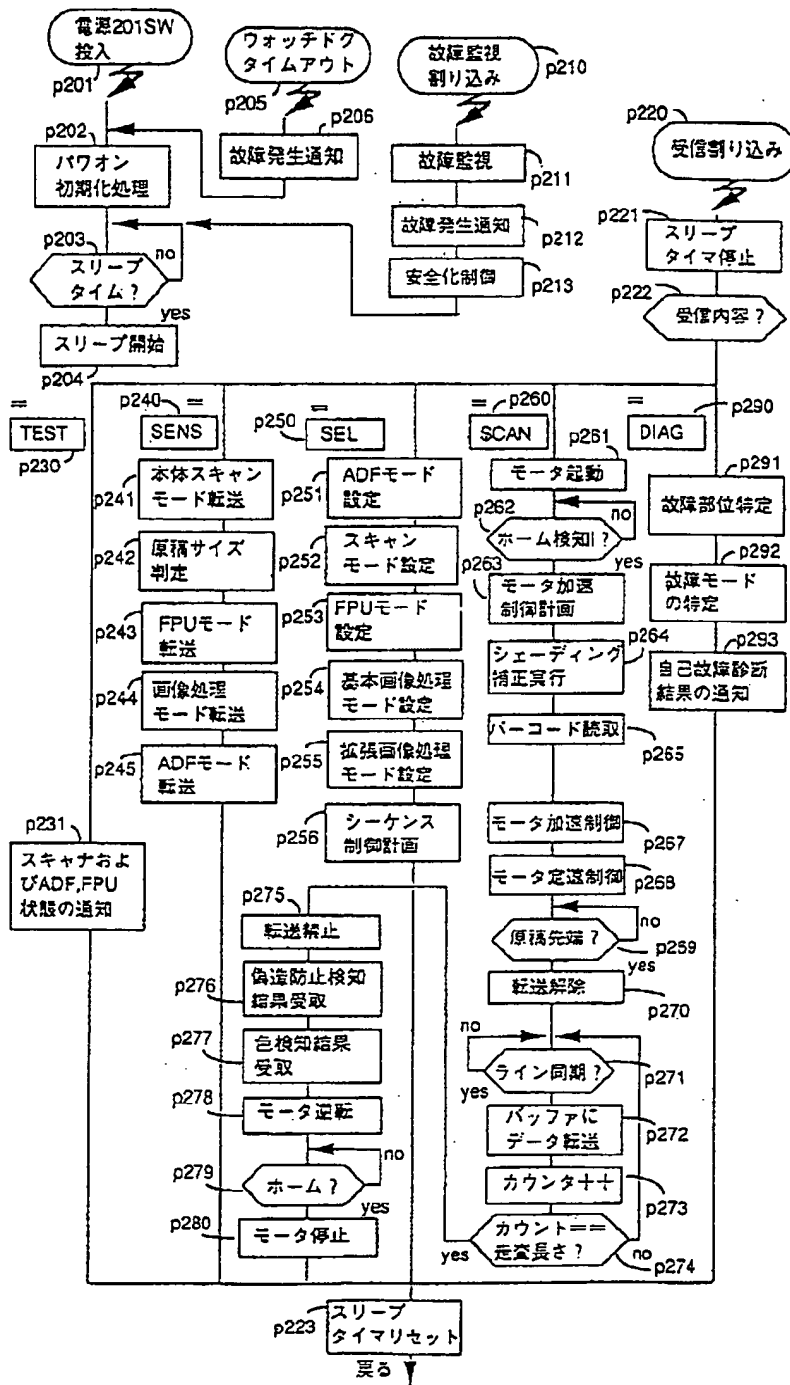 電源201SW
投入
p201
ウォッチドグ
タイムアウト
p205
故障監視
割り込み
p210
p202
パワオン
初期化処理
p206
故障発生通知
故障監視
p211
故障発生通知
p212
安全化制御
p213
p220
受信割り込み
p221
スリープ
タイマ停止
p222
受信内容?
p203
スリープ
タイム?
no
yes
スリープ開始
p204
=
TEST
p230
p231
スキャナおよ
びADF,FPU
状態の通知
p240
=
SENS
p241
本体スキャン
モード転送
p242
原稿サイズ
判定
p243
FPUモード
転送
p244
画像処理
モード転送
p245
ADFモード
転送
=
p250
SEL
p251
ADFモード
設定
p252
スキャン
モード設定
p253
FPUモード
設定
p254
基本画像処理
モード設定
p255
拡張画像処理
モード設定
p256
シーケンス
制御計画
=
p260
SCAN
p261
モータ起動
p262
no
ホーム検知1?
yes
p263
モータ加速
制御計画
p264
シェーディング
補正実行
バーコード読取
p265
モータ加速制御
p267
モータ定速制御
p268
no
原稿先端?
p269
yes
転送解除
p270
no
ライン同期?
p271
yes
バッファに
データ転送
p272
カウンタ++
p273
カウント==
走査長さ?
yes
no
p274
p275
転送禁止
p276
偽造防止検知
結果受取
p277
色検知結果
受取
p278
モータ逆転
no
p279
ホーム?
yes
p280
モータ停止
=
DIAG
p290
p291
故障部位特定
p292
故障モード
の特定
p293
自己故障診断
結果の通知
p223
スリープ
タイマリセット
戻る